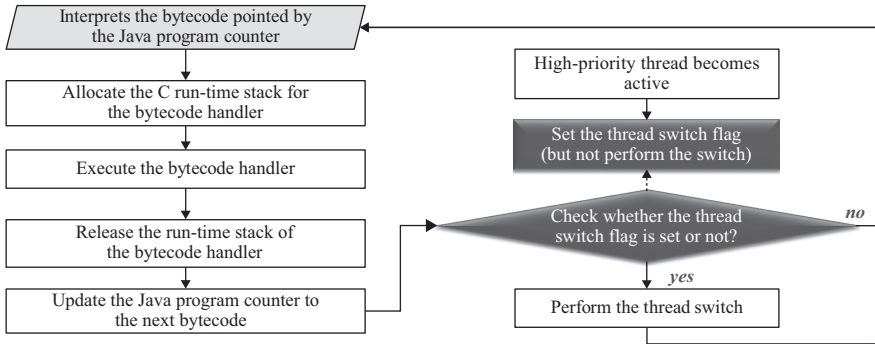 Interprets the bytecode pointed by
the Java program counter
Allocate the C run-time stack for
the bytecode handler
Execute the bytecode handler
Release the run-time stack of
the bytecode handler
Update the Java program counter to
the next bytecode
High-priority thread becomes
active
Set the thread switch flag
(but not perform the switch)
Check whether the thread
switch flag is set or not?
no
yes
Perform the thread switch